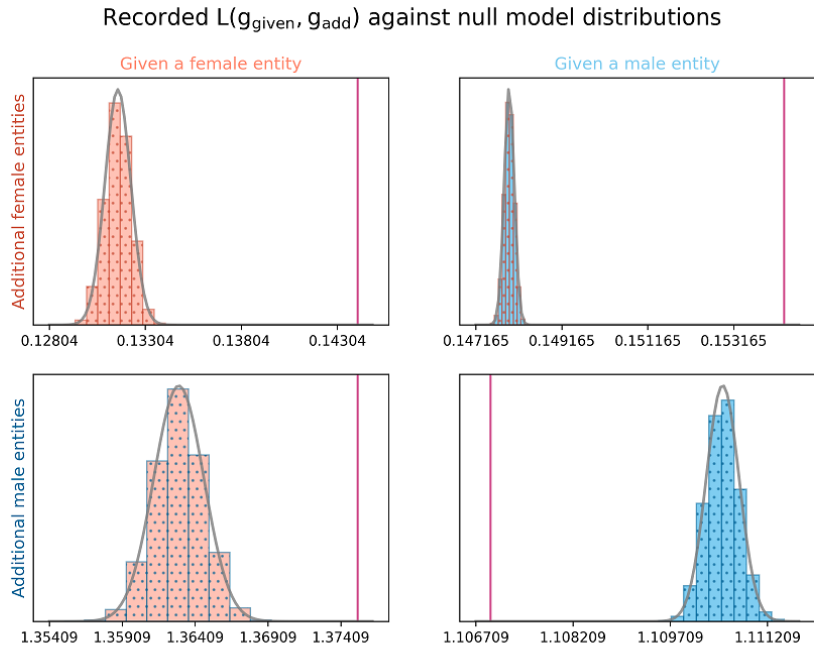 Recorded L(g_given, g_add) against null model distributions
Given a female entity
Given a male entity
Additional female entities
0.12804 0.13304 0.13804 0.14304
0.147165 0.149165 0.151165 0.153165
Additional male entities
1.35409 1.35909 1.36409 1.36909 1.37409
1.106709 1.108209 1.109709 1.111209